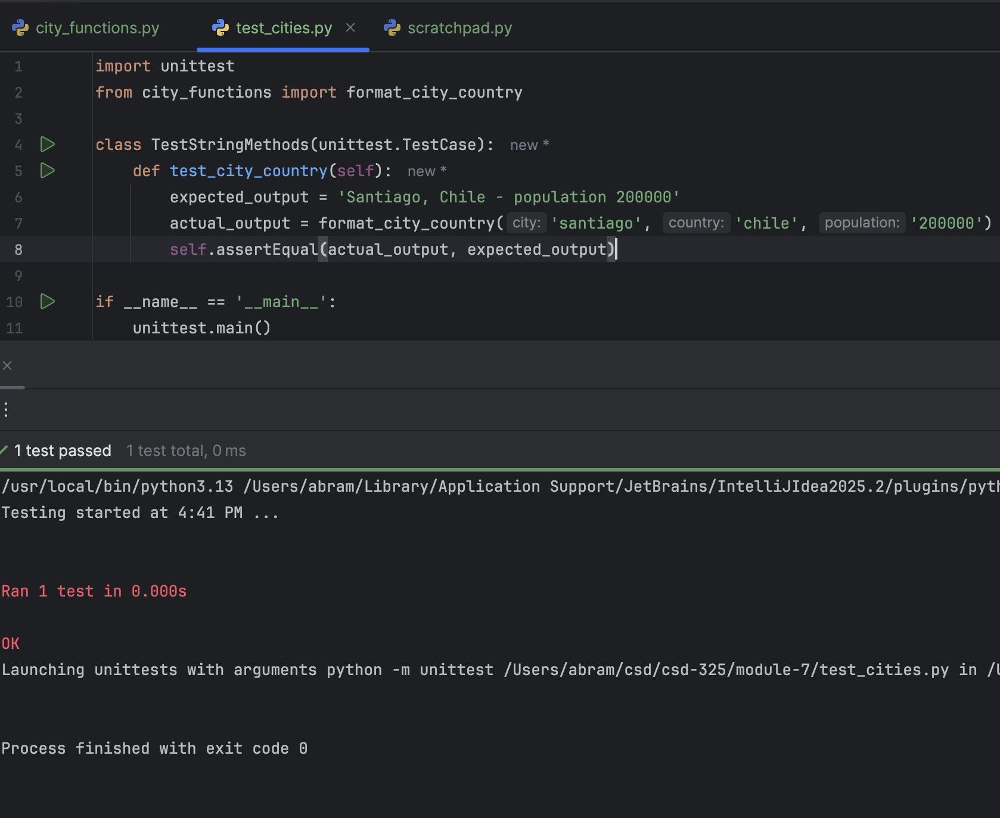 city_functions.py test_cities.py scratchpad.py
1 import unittest
2 from city_functions import format_city_country
3
4 class TestStringMethods(unittest.TestCase): new *
5 def test_city_country(self): new *
6 expected_output = 'Santiago, Chile - population 200000'
7 actual_output = format_city_country( city: 'santiago', country: 'chile', population: '200000')
8 self.assertEqual(actual_output, expected_output)
9
10 if __name__ == '__main__':
11 unittest.main()
1 test passed 1 test total, 0 ms
/usr/local/bin/python3.13 /Users/abram/Library/Application Support/JetBrains/IntelliJIdea2025.2/plugins/pyth
Testing started at 4:41 PM ...
Ran 1 test in 0.000s
OK
Launching unittests with arguments python -m unittest /Users/abram/csd/csd-325/module-7/test_cities.py in /U
Process finished with exit code 0